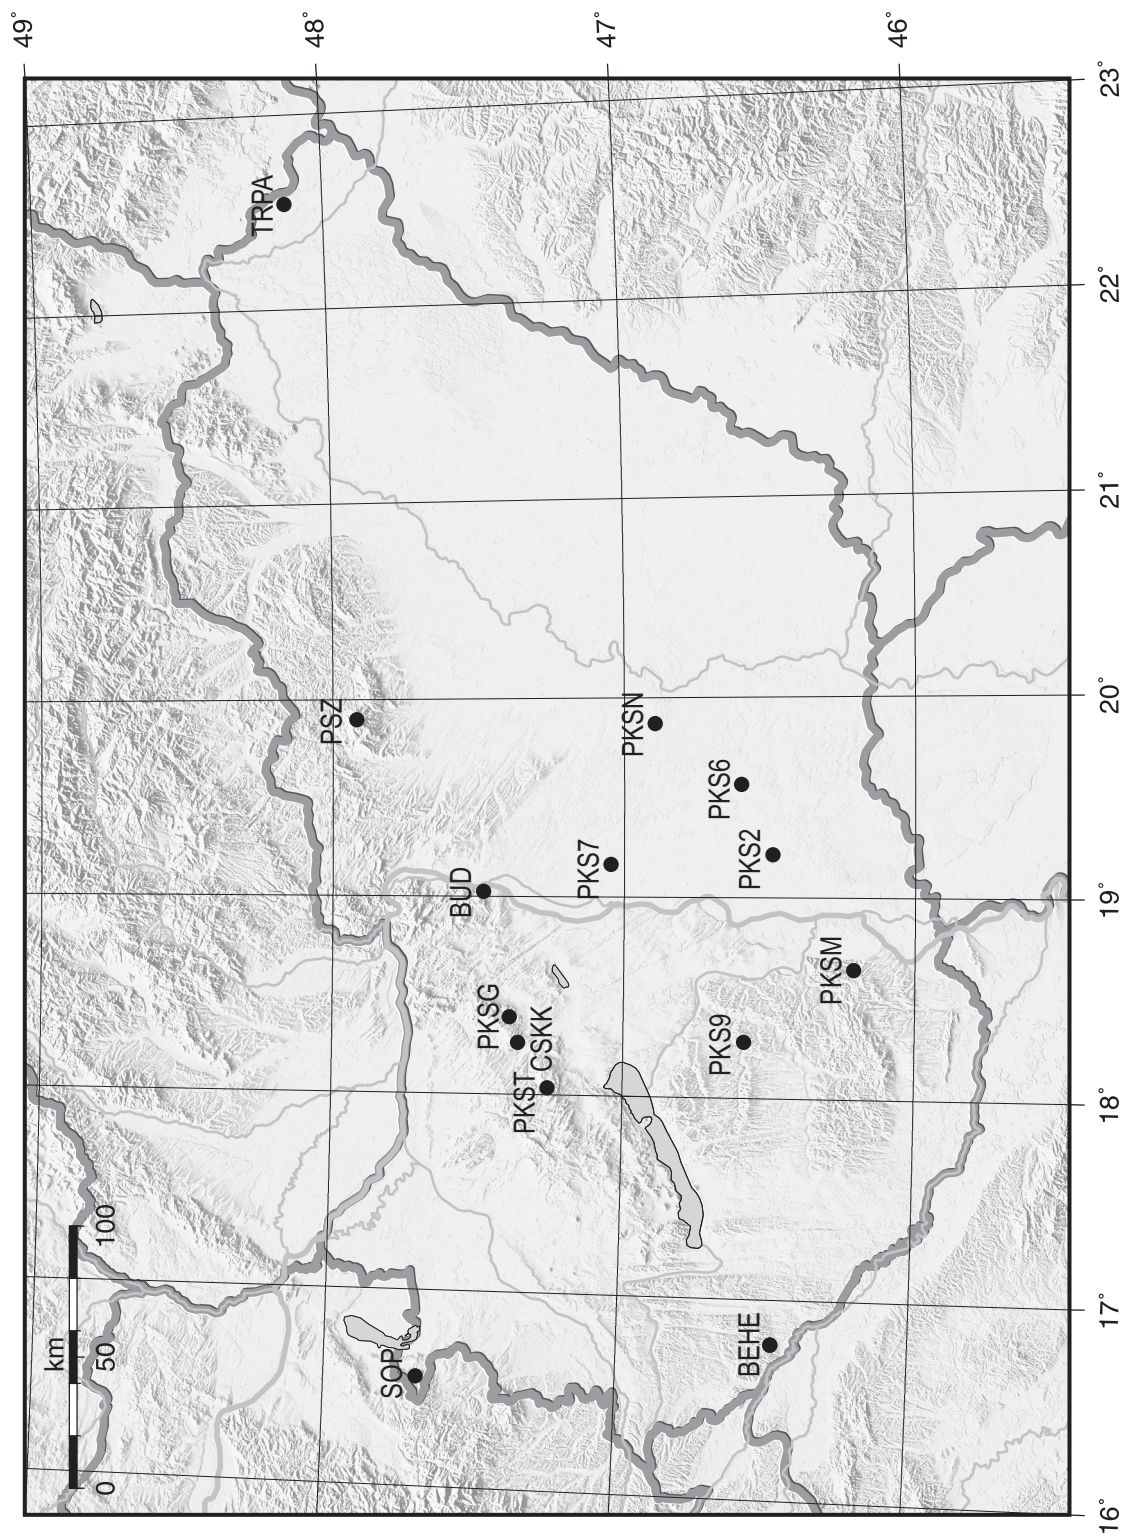 km
0 50 100
TRPA
PSZ
SOP
BUD
PKSG
CSKK
PKST
PKS7
PKSN
PKS6
PKS2
PKS9
PKSM
BEHE
49°
48°
47°
46°
16° 17° 18° 19° 20° 21° 22° 23°